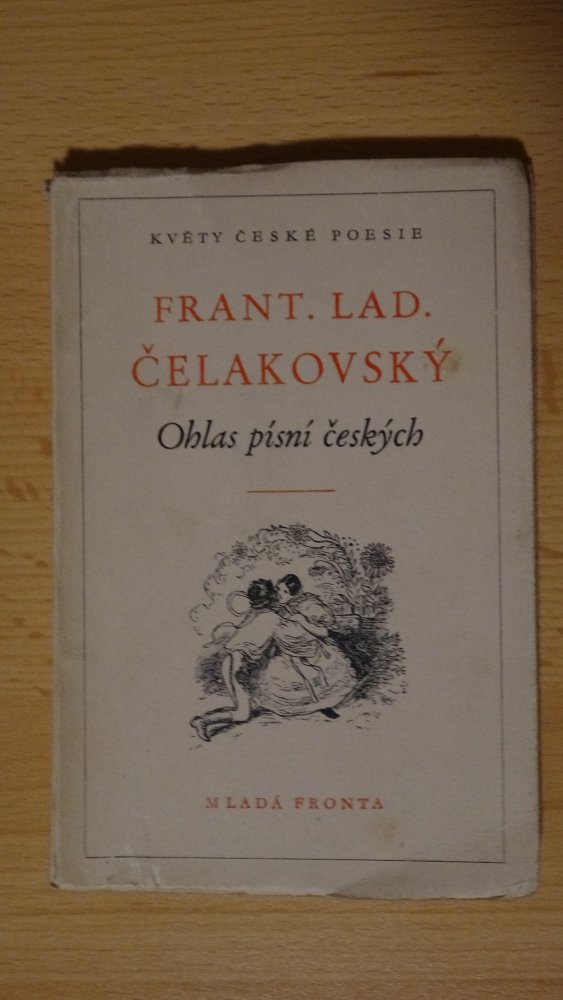 KVĚTY ČESKÉ POESIE
FRANT. LAD.
ČELAKOVSKÝ
Ohlas písní českých
MLADÁ FRONTA